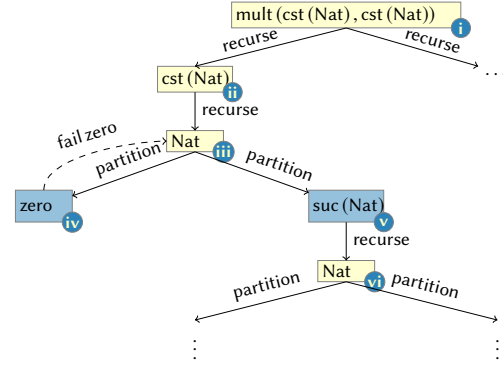 mult (cst (Nat) , cst (Nat))
i
recurse
recurse
...
cst (Nat)
ii
recurse
fail zero
Nat
iii
partition
partition
zero
iv
suc (Nat)
v
recurse
Nat
vi
partition
partition
⋮
⋮